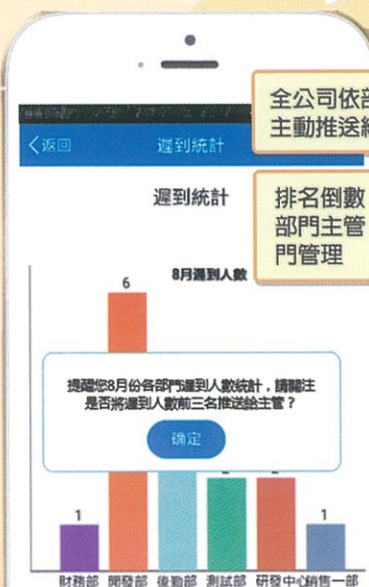 全公司依部
主動推送給
く返回
遲到統計
遲到統計
排名倒數
部門主管
門管理
8月遲到人數
6
提醒您8月份各部門遲到人數統計，請關注
是否將遲到人數前三名推送給主管？
确定
1
1
財務部 開發部 後勤部 測試部 研發中心 銷售一部